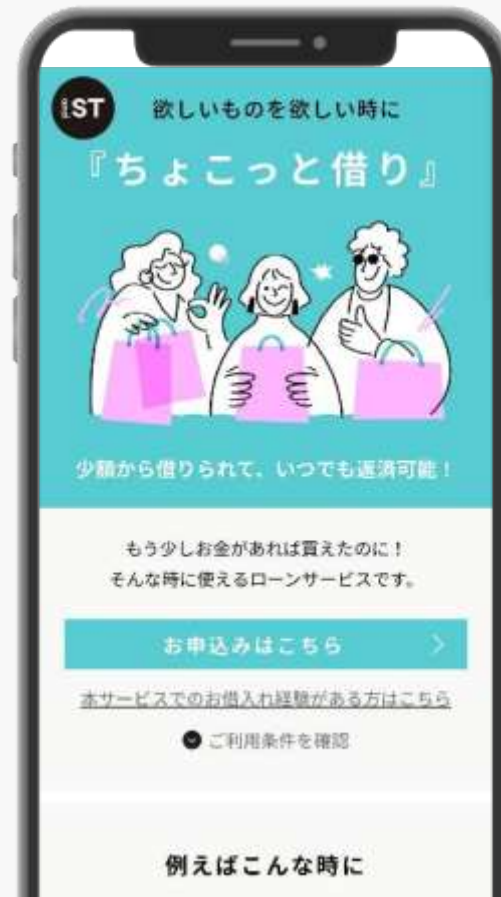 ST
欲しいものを欲しい時に
『ちょこっと借り』
少額から借りられて、いつでも返済可能！
もう少しお金があれば買えたのに！
そんな時に使えるローンサービスです。
お申込みはこちら
本サービスでのお借入れ経験がある方はこちら
ご利用条件を確認
例えばこんな時に